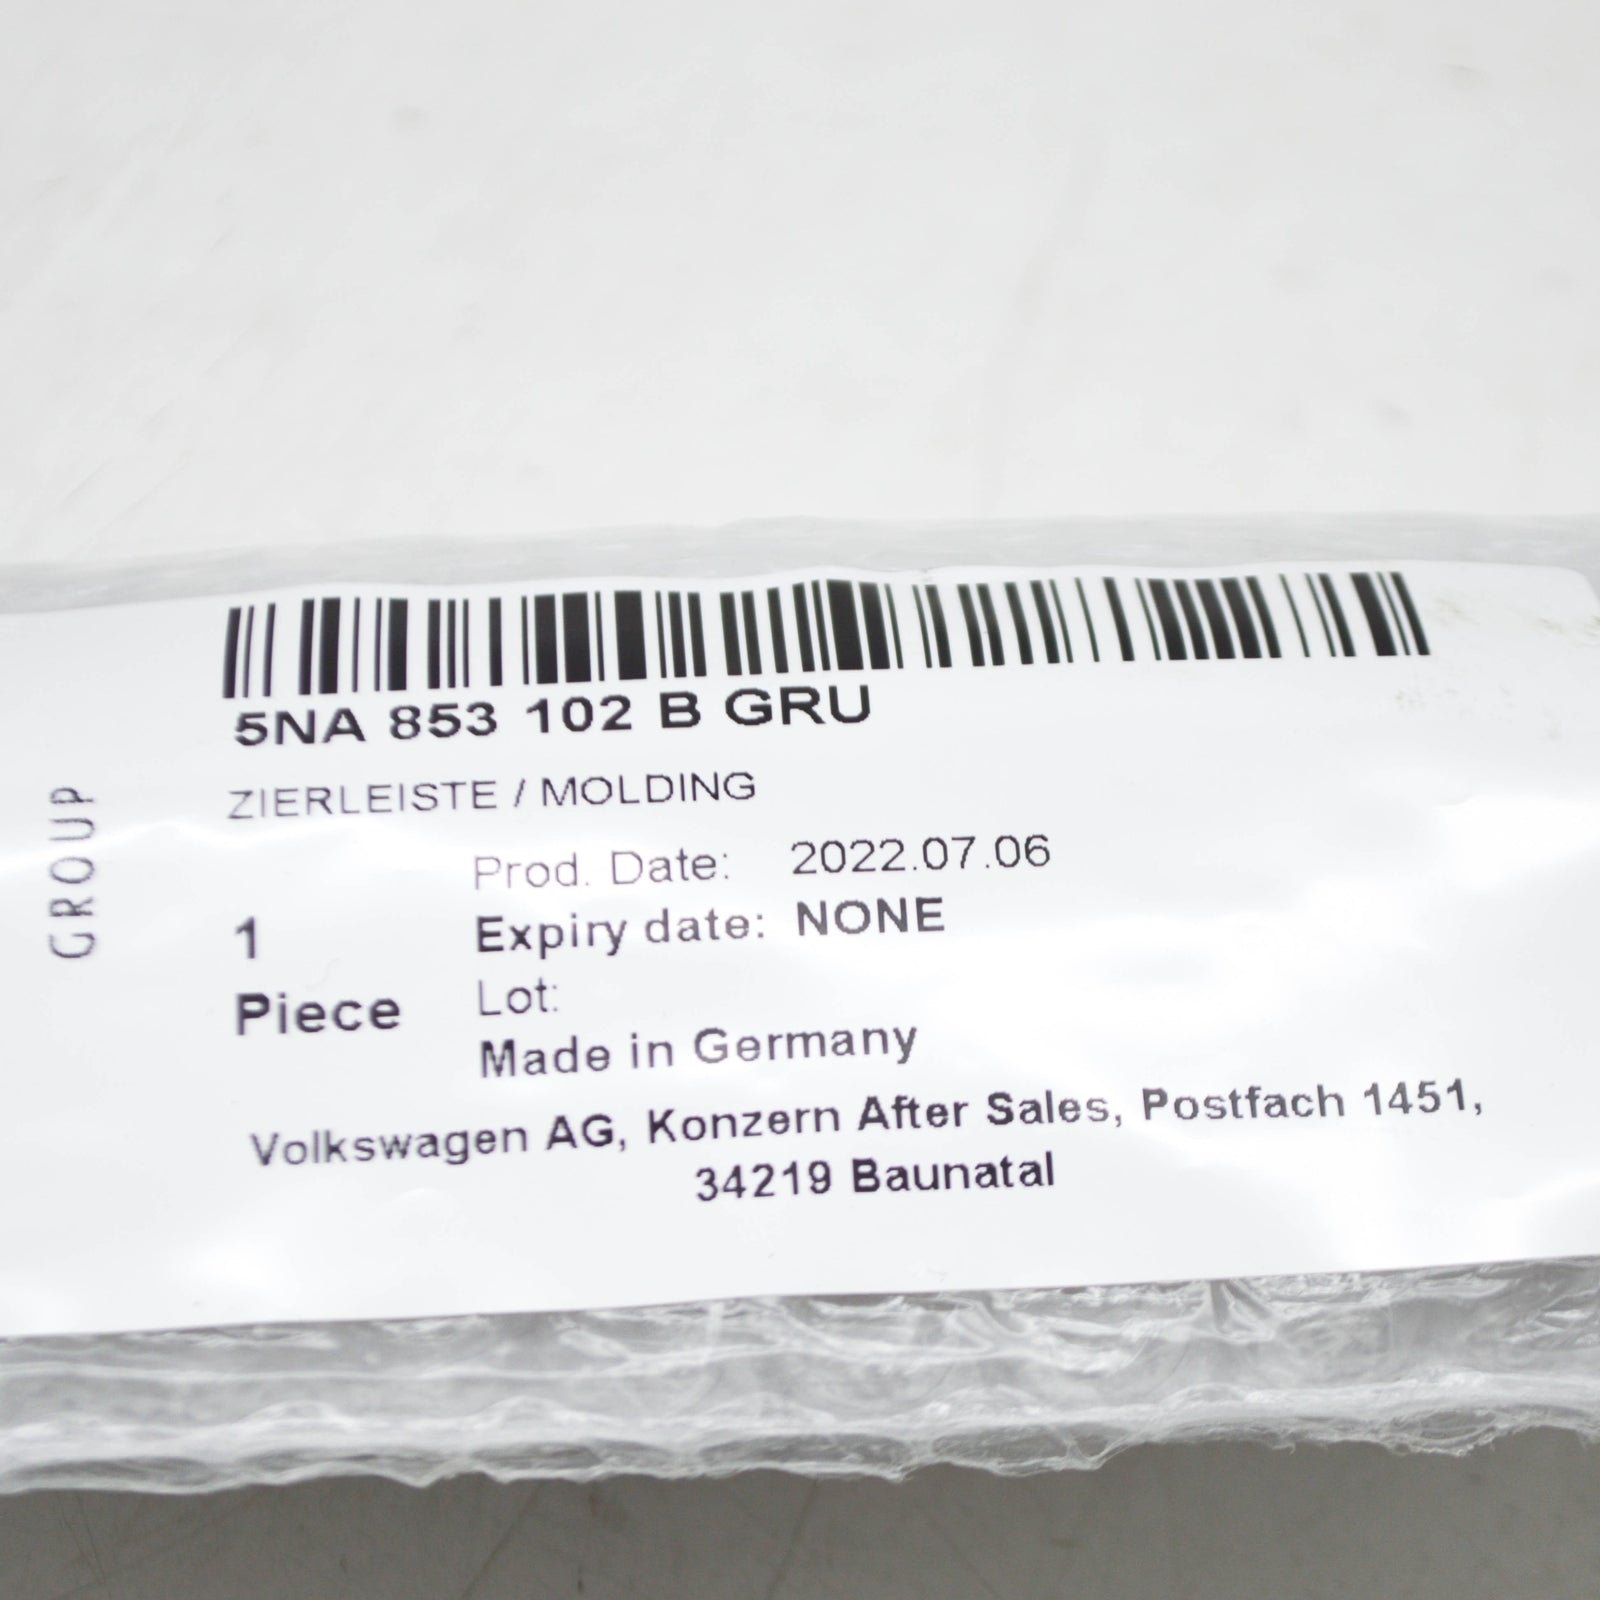 5NA 853 102 B GRU
ZIERLEISTE / MOLDING
GROUP
Prod. Date: 2022.07.06
1
Expiry date: NONE
Piece
Lot:
Made in Germany
Volkswagen AG, Konzern After Sales, Postfach 1451,
34219 Baunatal